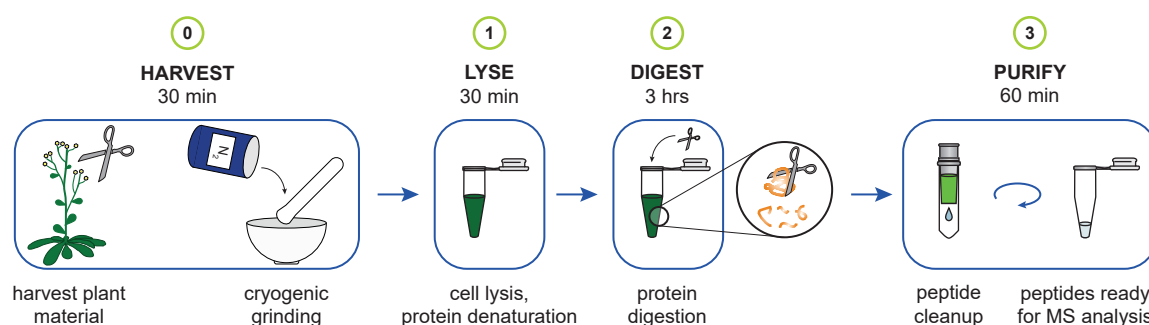 0
HARVEST
30 min
N2
harvest plant
material
cryogenic
grinding
1
LYSE
30 min
cell lysis,
protein denaturation
2
DIGEST
3 hrs
protein
digestion
3
PURIFY
60 min
peptide
cleanup
peptides ready
for MS analysis